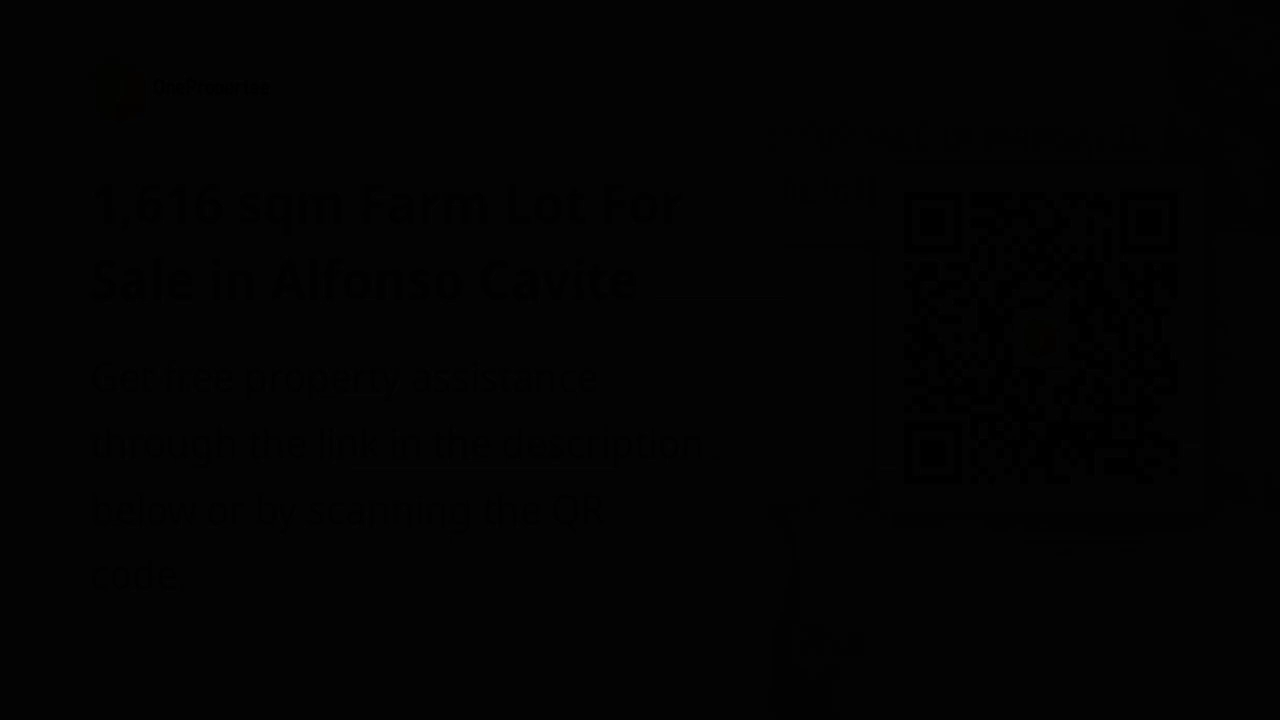 OnePropertee
1,616 sqm Farm Lot For
Sale in Alfonso Cavite
Get free property assistance
through the link in the description
below or by scanning the QR
code.